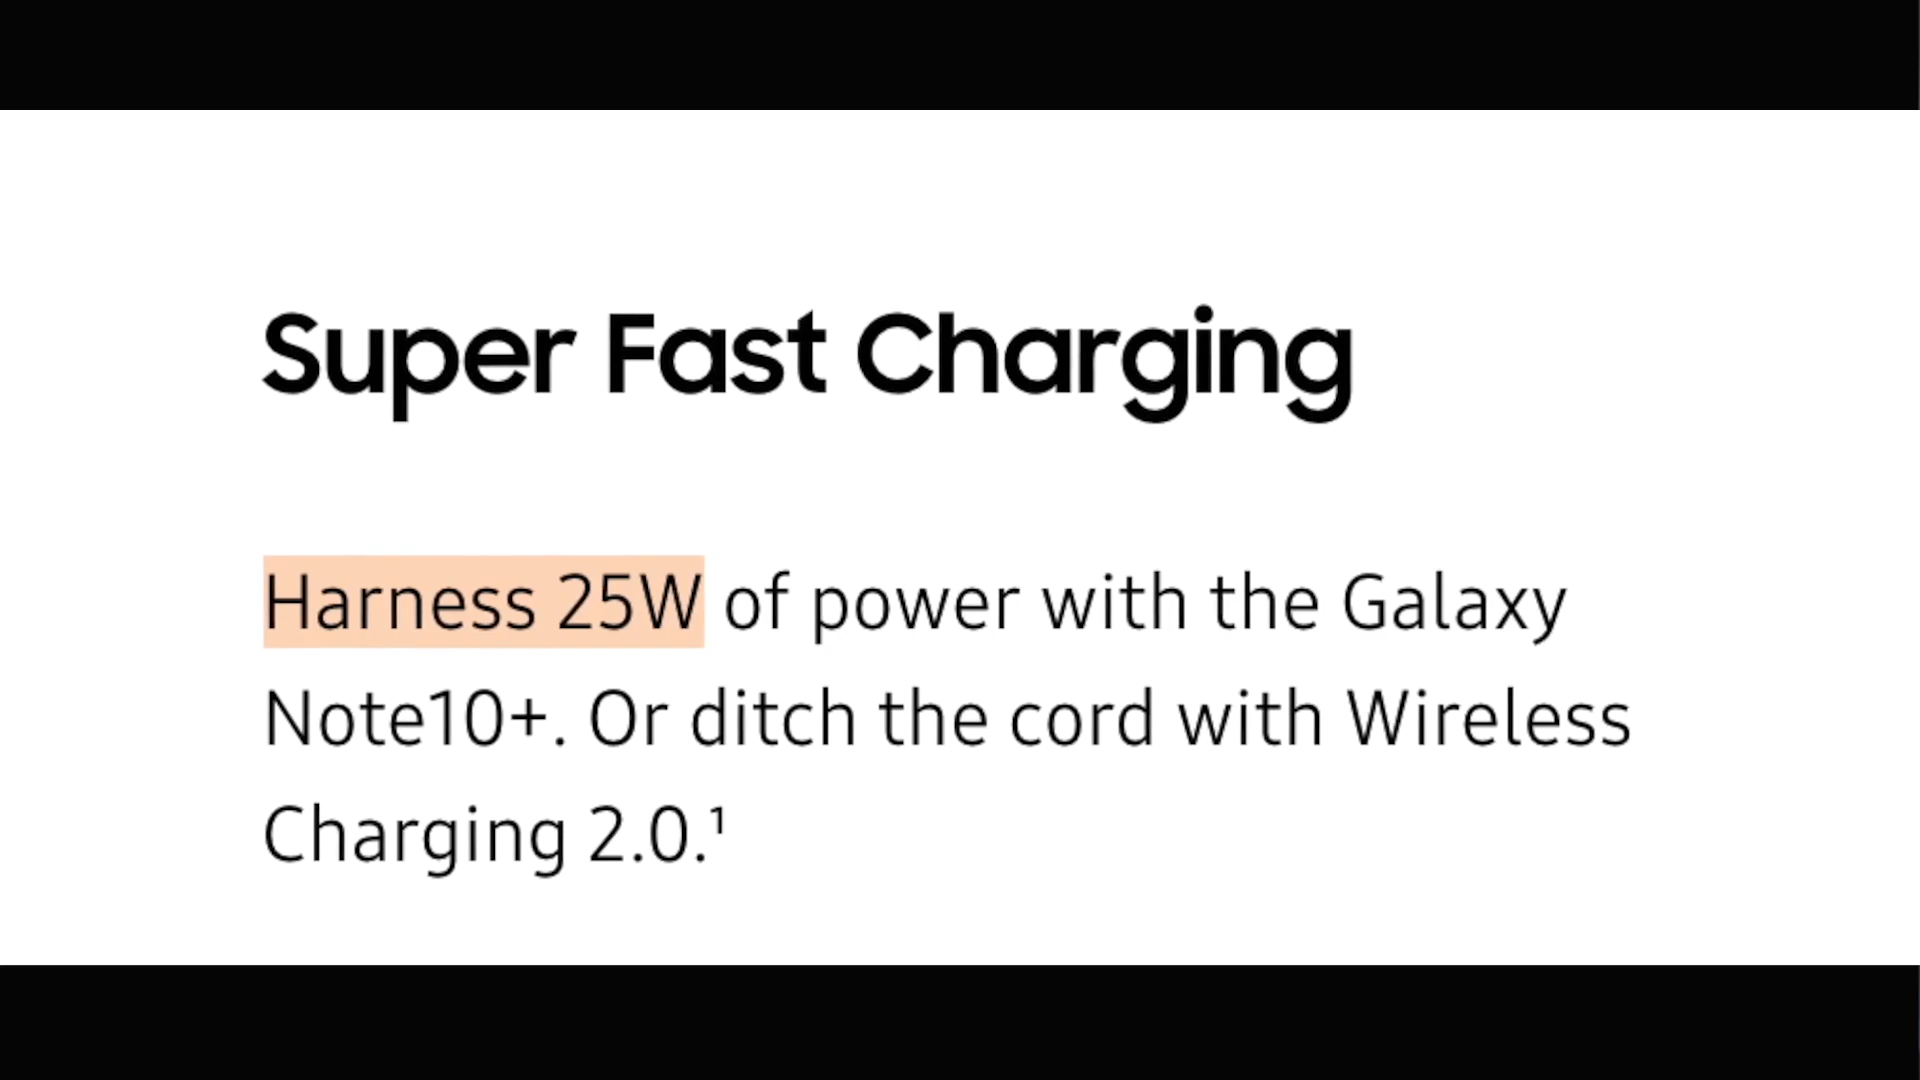 Super Fast Charging
Harness 25W of power with the Galaxy
Note10+. Or ditch the cord with Wireless
Charging 2.0.¹